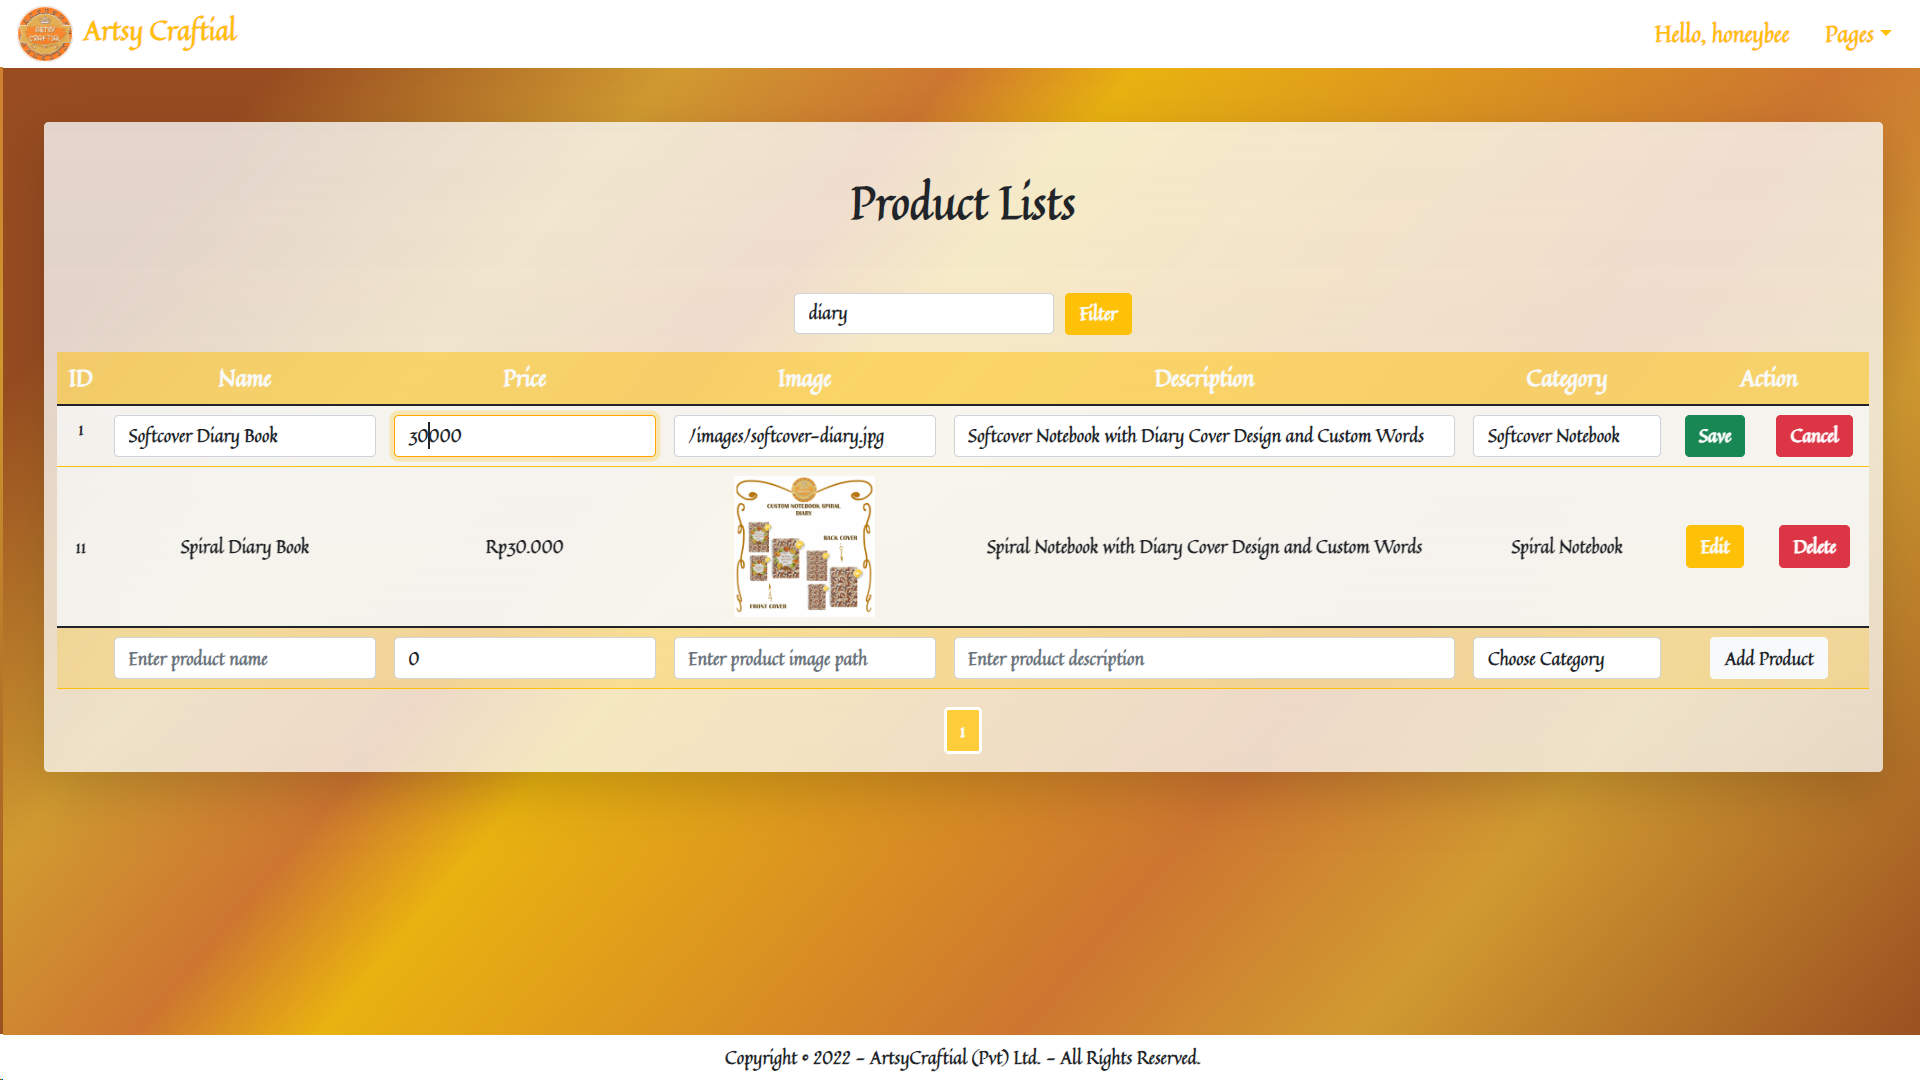 ARTSY
CRAFTIAL
Artsy Craftial
Hello, honeybee
Pages
Product Lists
diary
Filter
ID Name Price Image Description Category Action
1 Softcover Diary Book 30000 /images/softcover-diary.jpg Softcover Notebook with Diary Cover Design and Custom Words Softcover Notebook Save Cancel
CUSTOM NOTEBOOK SPIRAL
DIARY
BACK COVER
FRONT COVER
11 Spiral Diary Book Rp30.000 Spiral Notebook with Diary Cover Design and Custom Words Spiral Notebook Edit Delete
Enter product name 0 Enter product image path Enter product description Choose Category Add Product
1
Copyright © 2022 - ArtsyCraftial (Pvt) Ltd. - All Rights Reserved.